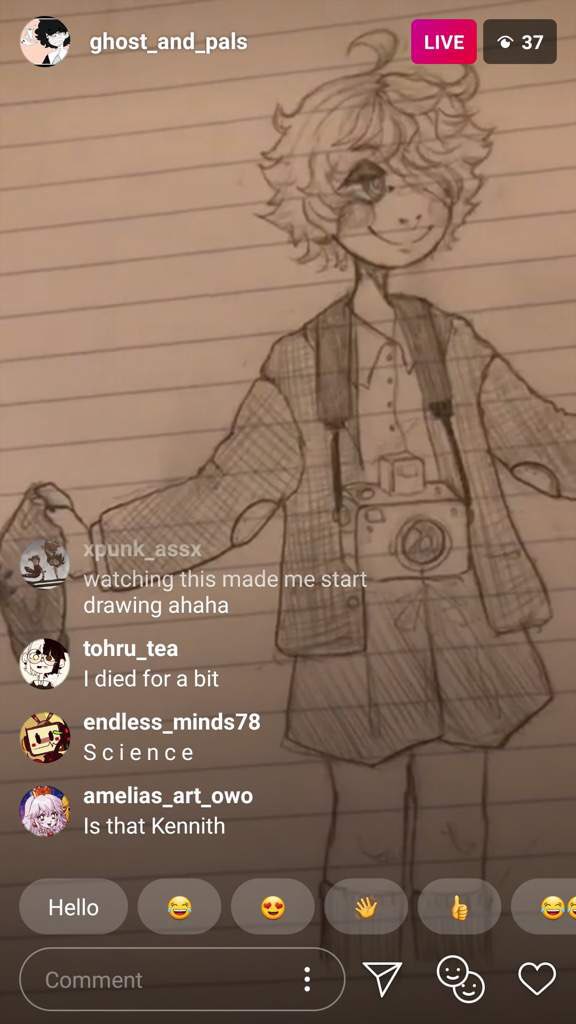 ghost_and_pals
LIVE
37
xpunk_assx
watching this made me start
drawing ahaha
tohru_tea
I died for a bit
endless_minds78
S c i e n c e
amelias_art_owo
Is that Kennith
Hello
Comment